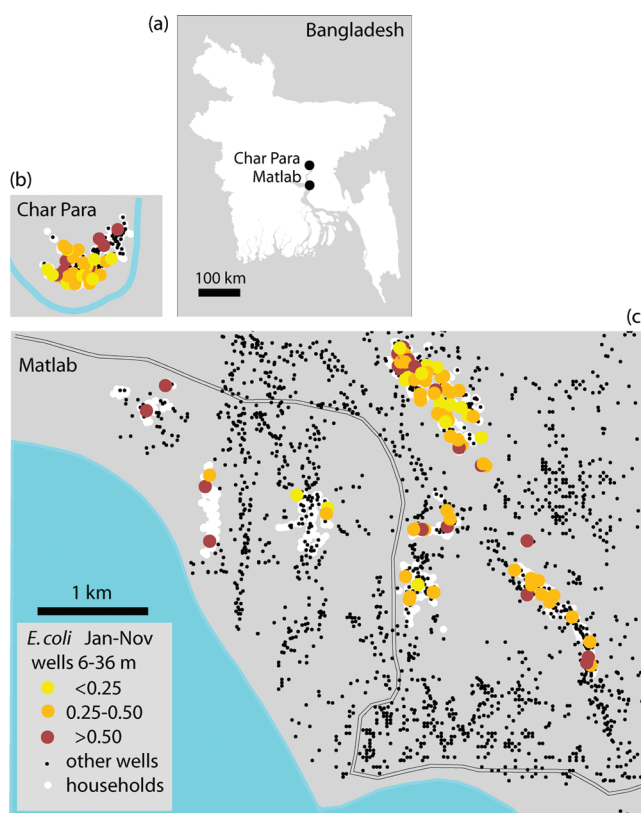 (a)
Bangladesh
Char Para
Matlab
100 km
(b)
Char Para
(c
Matlab
1 km
E.coli Jan-Nov
wells 6-36 m
<0.25
0.25-0.50
>0.50
other wells
households